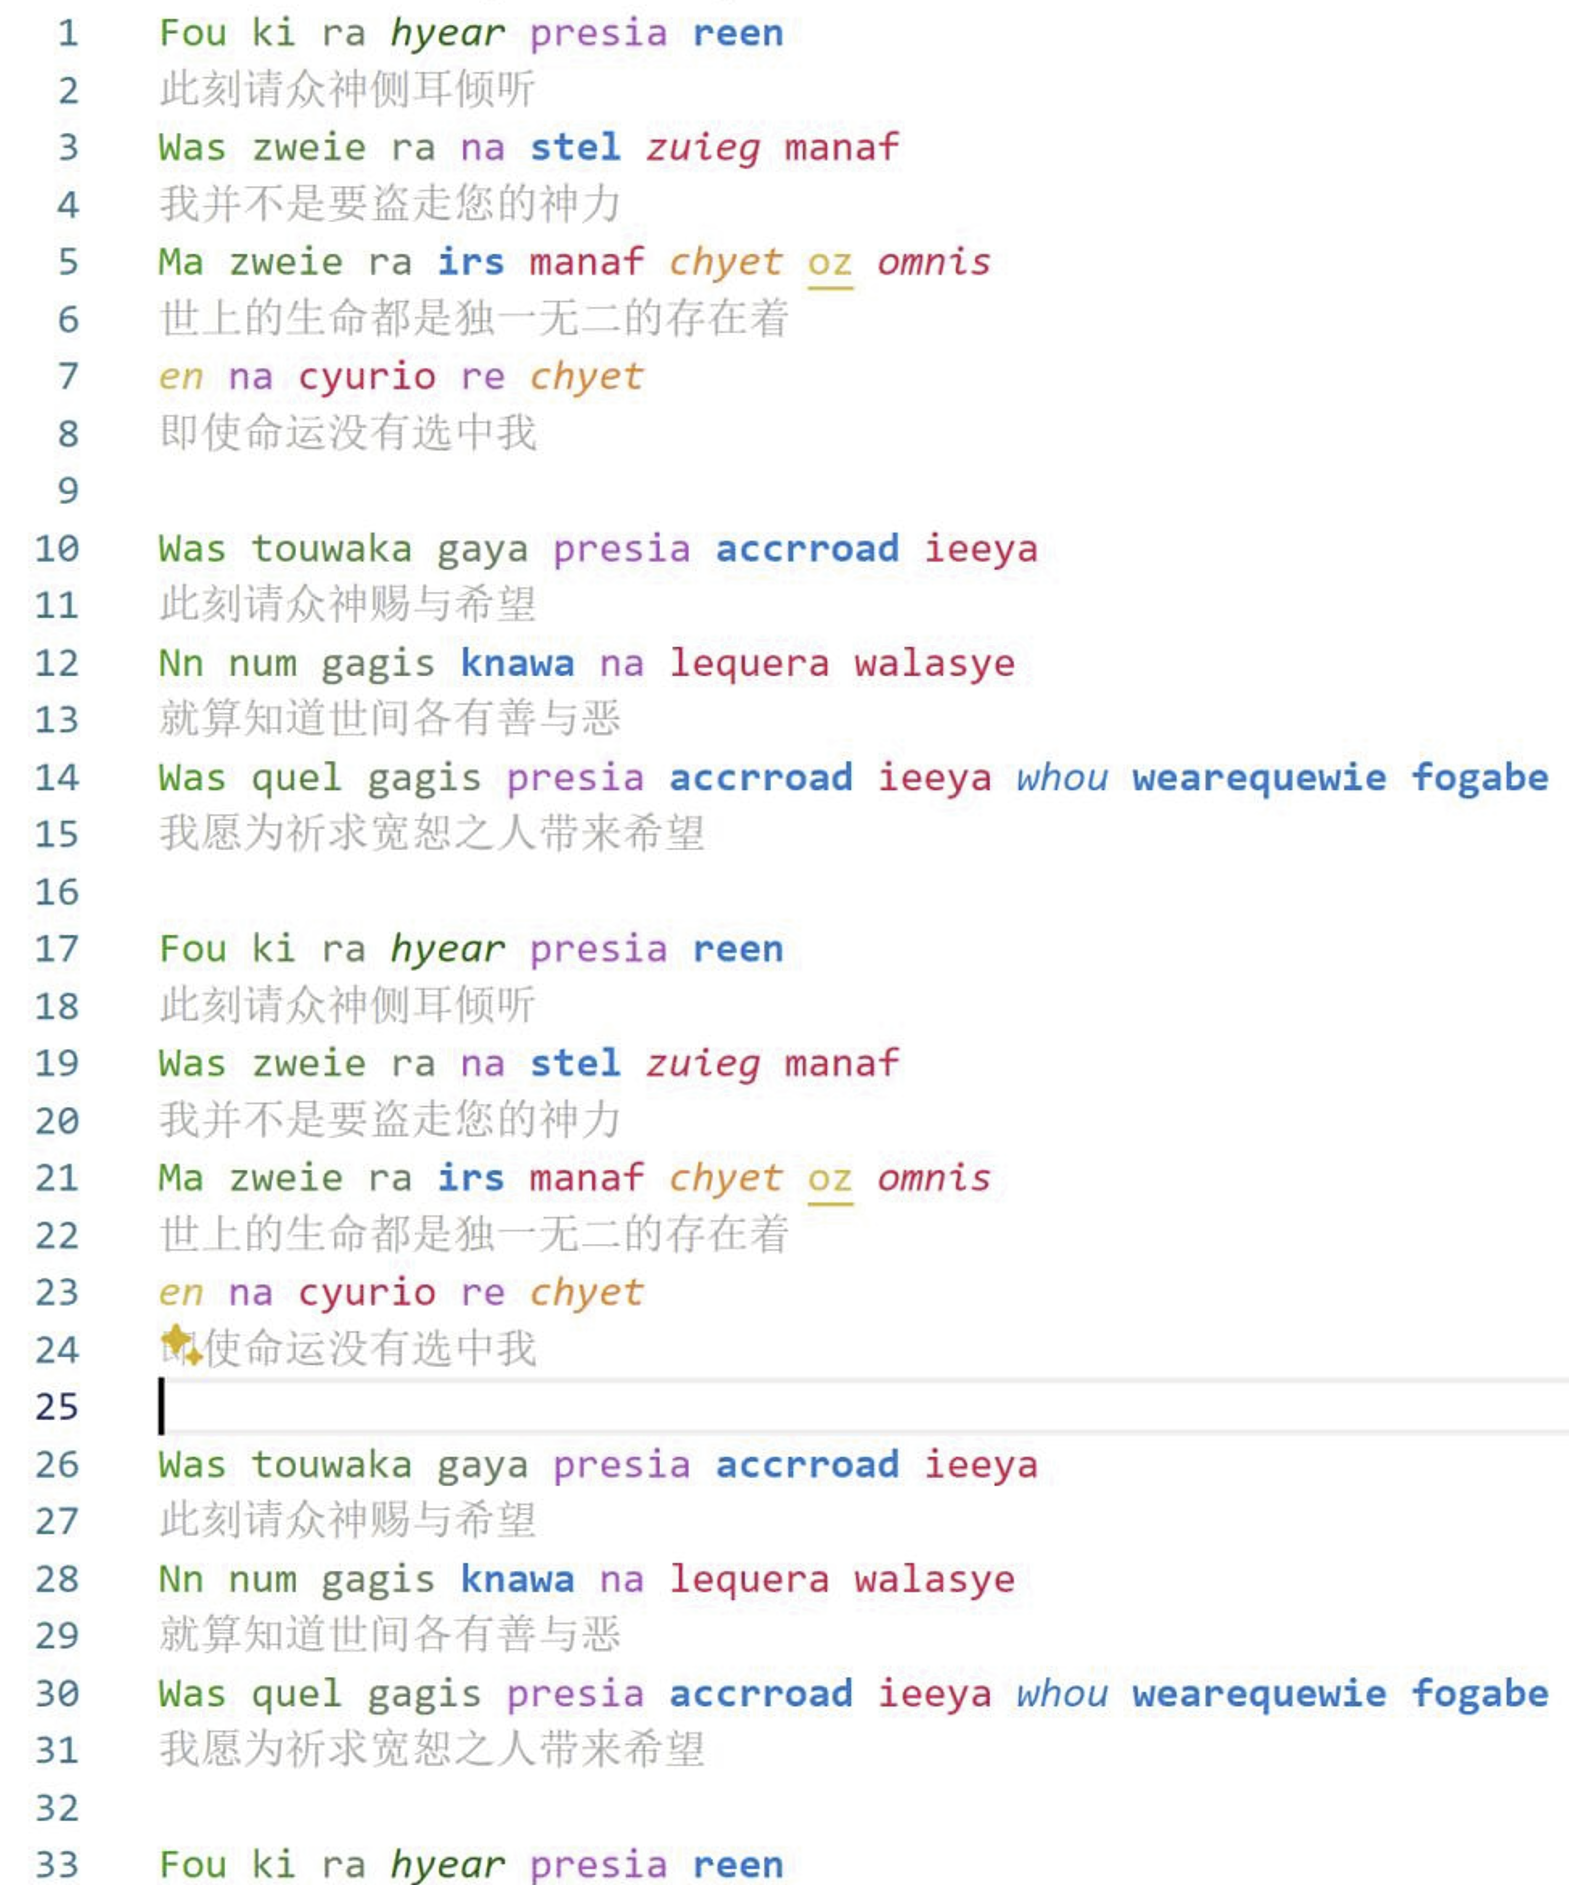 1 Fou ki ra hyear presia reen
2 此刻请众神侧耳倾听
3 Was zweie ra na stel zuieg manaf
4 我并不是要盗走您的神力
5 Ma zweie ra irs manaf chyet oz omnis
6 世上的生命都是独一无二的存在着
7 en na cyurio re chyet
8 即使命运没有选中我
9
10 Was touwaka gaya presia accrroad ieeya
11 此刻请众神赐与希望
12 Nn num gagis knawa na lequera walasye
13 就算知道世间各有善与恶
14 Was quel gagis presia accrroad ieeya whou wearequewie fogabe
15 我愿为祈求宽恕之人带来希望
16
17 Fou ki ra hyear presia reen
18 此刻请众神侧耳倾听
19 Was zweie ra na stel zuieg manaf
20 我并不是要盗走您的神力
21 Ma zweie ra irs manaf chyet oz omnis
22 世上的生命都是独一无二的存在着
23 en na cyurio re chyet
24 即使命运没有选中我
25
26 Was touwaka gaya presia accrroad ieeya
27 此刻请众神赐与希望
28 Nn num gagis knawa na lequera walasye
29 就算知道世间各有善与恶
30 Was quel gagis presia accrroad ieeya whou wearequewie fogabe
31 我愿为祈求宽恕之人带来希望
32
33 Fou ki ra hyear presia reen